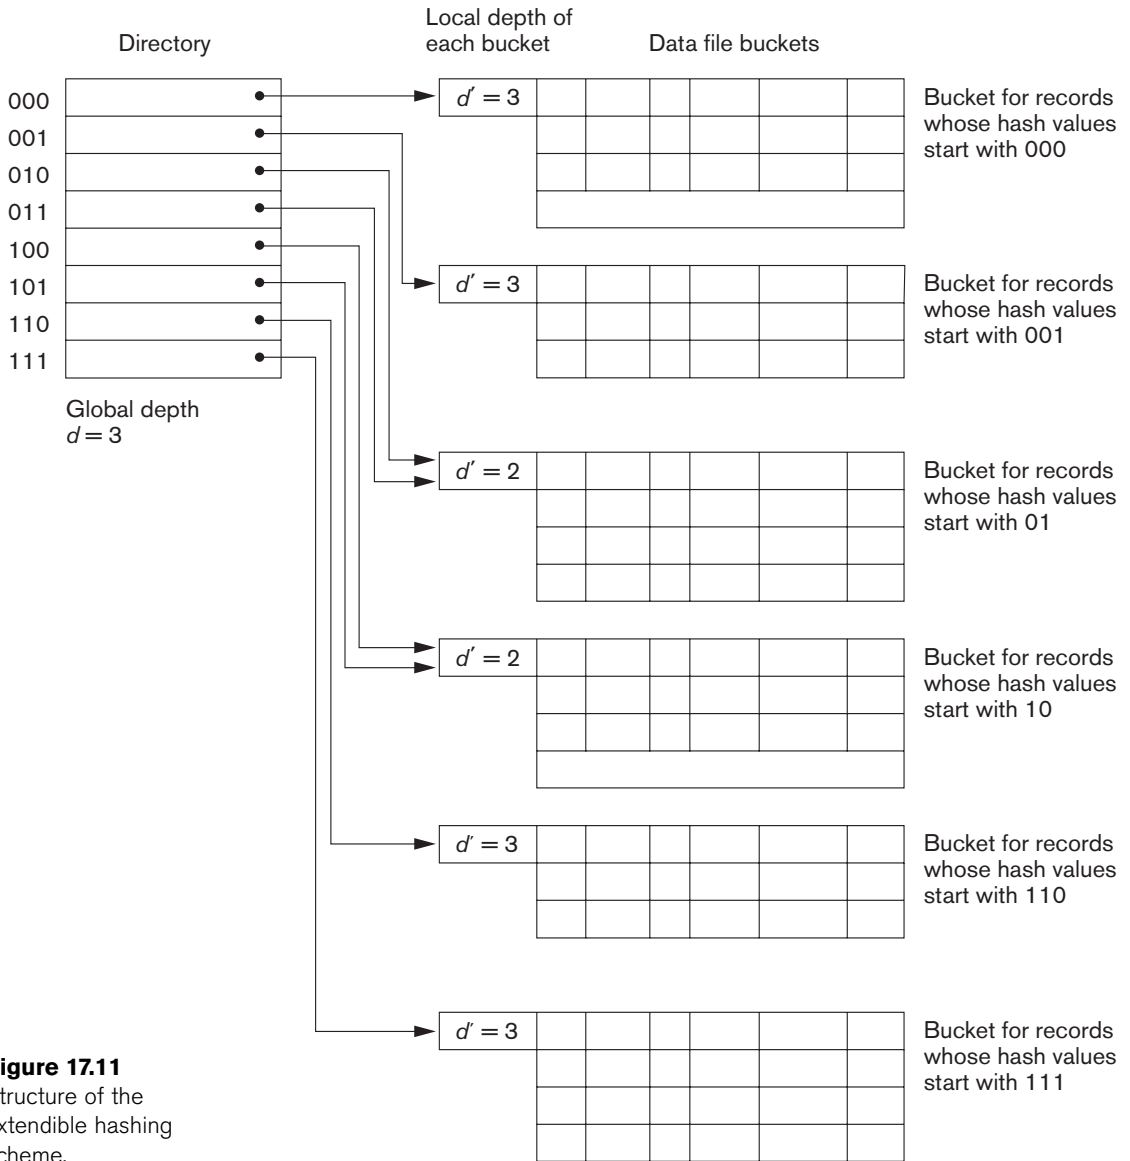 Directory
Local depth of
each bucket
Data file buckets
000
001
010
011
100
101
110
111
Global depth
d = 3
d′ = 3
Bucket for records
whose hash values
start with 000
d′ = 3
Bucket for records
whose hash values
start with 001
d′ = 2
Bucket for records
whose hash values
start with 01
d′ = 2
Bucket for records
whose hash values
start with 10
d′ = 3
Bucket for records
whose hash values
start with 110
d′ = 3
Bucket for records
whose hash values
start with 111
igure 17.11
tructure of the
xtendible hashing
cheme.